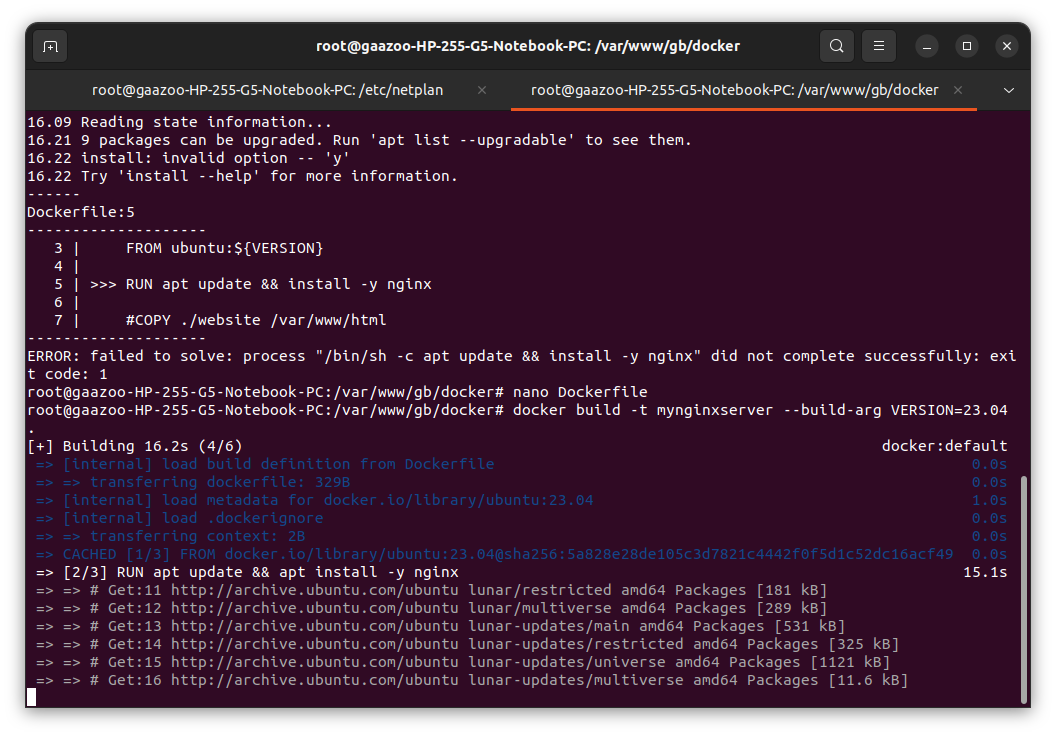 root@gaazoo-HP-255-G5-Notebook-PC: /var/www/gb/docker
root@gaazoo-HP-255-G5-Notebook-PC: /etc/netplan
root@gaazoo-HP-255-G5-Notebook-PC: /var/www/gb/docker
16.09 Reading state information...
16.21 9 packages can be upgraded. Run 'apt list --upgradable' to see them.
16.22 install: invalid option -- 'y'
16.22 Try 'install --help' for more information.
------
Dockerfile:5
--------------------
   3 |     FROM ubuntu:${VERSION}
   4 |
   5 | >>> RUN apt update && install -y nginx
   6 |
   7 |     #COPY ./website /var/www/html
--------------------
ERROR: failed to solve: process "/bin/sh -c apt update && install -y nginx" did not complete successfully: exi
t code: 1
root@gaazoo-HP-255-G5-Notebook-PC:/var/www/gb/docker# nano Dockerfile
root@gaazoo-HP-255-G5-Notebook-PC:/var/www/gb/docker# docker build -t mynginxserver --build-arg VERSION=23.04
.
[+] Building 16.2s (4/6) docker:default
 => [internal] load build definition from Dockerfile 0.0s
 => => transferring dockerfile: 329B 0.0s
 => [internal] load metadata for docker.io/library/ubuntu:23.04 1.0s
 => [internal] load .dockerignore 0.0s
 => => transferring context: 2B 0.0s
 => CACHED [1/3] FROM docker.io/library/ubuntu:23.04@sha256:5a828e28de105c3d7821c4442f0f5d1c52dc16acf49 0.0s
 => [2/3] RUN apt update && apt install -y nginx 15.1s
 => => # Get:11 http://archive.ubuntu.com/ubuntu lunar/restricted amd64 Packages [181 kB]
 => => # Get:12 http://archive.ubuntu.com/ubuntu lunar/multiverse amd64 Packages [289 kB]
 => => # Get:13 http://archive.ubuntu.com/ubuntu lunar-updates/main amd64 Packages [531 kB]
 => => # Get:14 http://archive.ubuntu.com/ubuntu lunar-updates/restricted amd64 Packages [325 kB]
 => => # Get:15 http://archive.ubuntu.com/ubuntu lunar-updates/universe amd64 Packages [1121 kB]
 => => # Get:16 http://archive.ubuntu.com/ubuntu lunar-updates/multiverse amd64 Packages [11.6 kB]